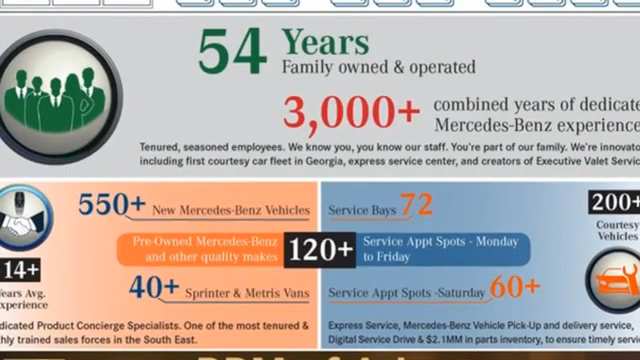 54 Years
Family owned & operated
3,000+ combined years of dedicate
Mercedes-Benz experience
Tenured, seasoned employees. We know you, you know our staff. You're part of our family. We're innovato
including first courtesy car fleet in Georgia, express service center, and creators of Executive Valet Servic
550+ New Mercedes-Benz Vehicles
Pre-Owned Mercedes-Benz
and other quality makes
120+
40+ Sprinter & Metris Vans
14+
ears Avg.
xperience
dicated Product Concierge Specialists. One of the most tenured &
hly trained sales forces in the South East.
Service Bays 72
Service Appt Spots - Monday
to Friday
Service Appt Spots -Saturday 60+
200+
Courtesy
Vehicles
Express Service, Mercedes-Benz Vehicle Pick-Up and delivery service,
Digital Service Drive & $2.1MM in parts inventory, to ensure timely servi